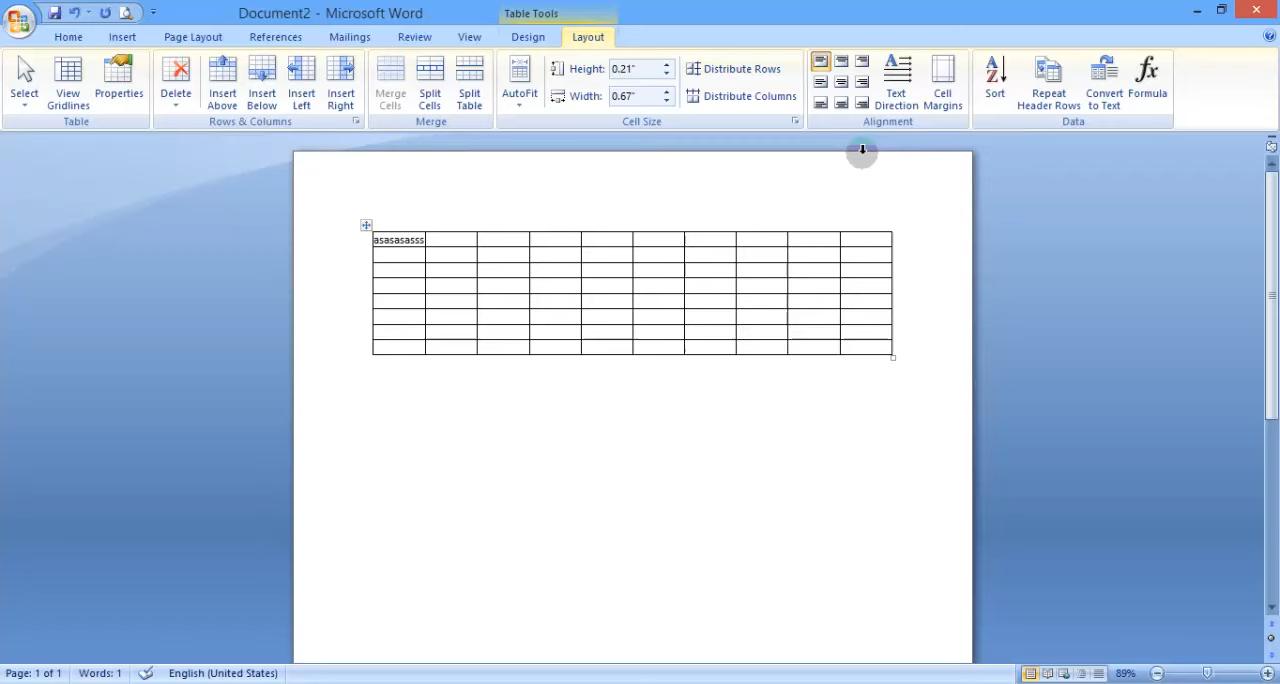 Document2 - Microsoft Word
Table Tools
Home Insert Page Layout References Mailings Review View Design Layout
Select
View Gridlines
Properties
Table
Delete
Insert Above
Insert Below
Insert Left
Insert Right
Rows & Columns
Merge Cells
Split Cells
Split Table
Merge
AutoFit
Height: 0.21"
Width: 0.67"
Distribute Rows
Distribute Columns
Cell Size
Text Direction
Cell Margins
Alignment
A
Z
Sort
Repeat Header Rows
Convert to Text
fx
Formula
Data
asasasasss
Page: 1 of 1 Words: 1 English (United States) 89%